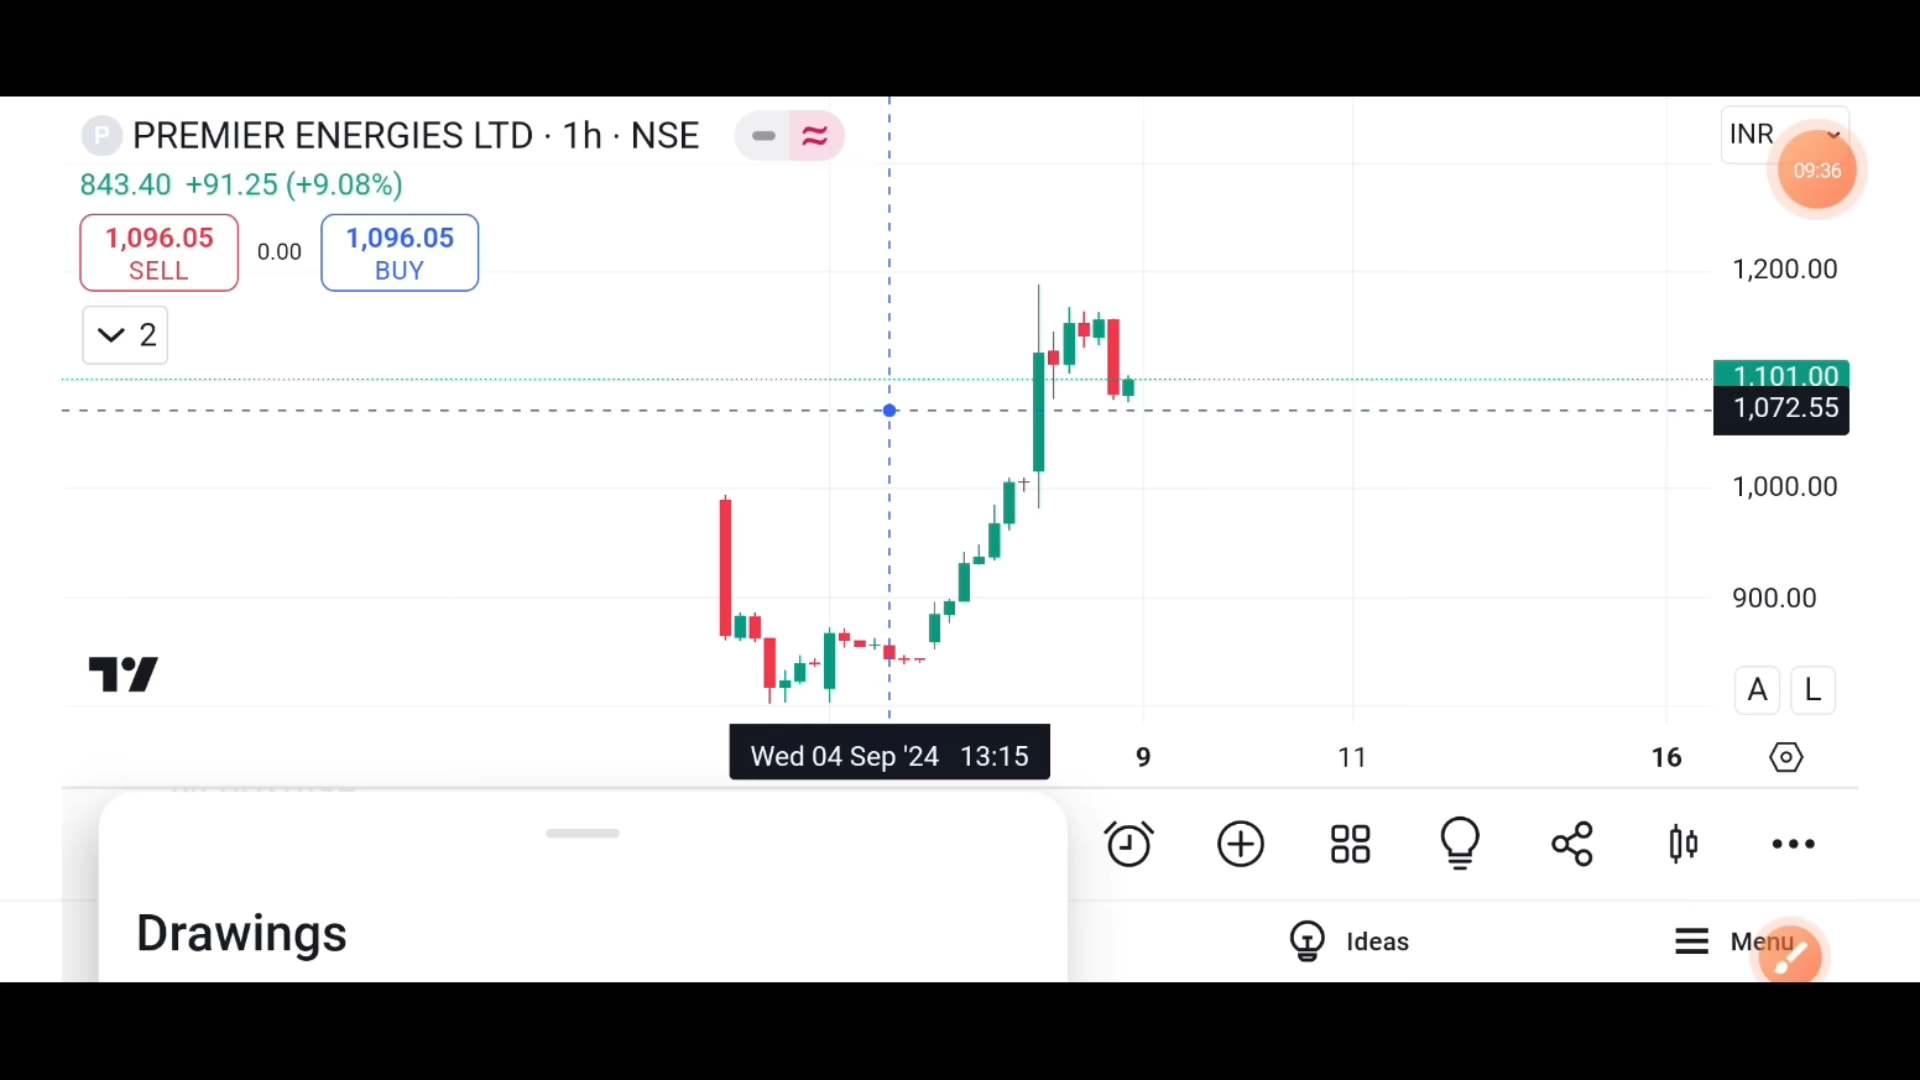 P PREMIER ENERGIES LTD · 1h · NSE
INR
09:36
843.40 +91.25 (+9.08%)
1,096.05
SELL
0.00
1,096.05
BUY
2
1,200.00
1,101.00
1,072.55
1,000.00
900.00
A L
Wed 04 Sep '24 13:15
9
11
16
Drawings
Ideas
Menu